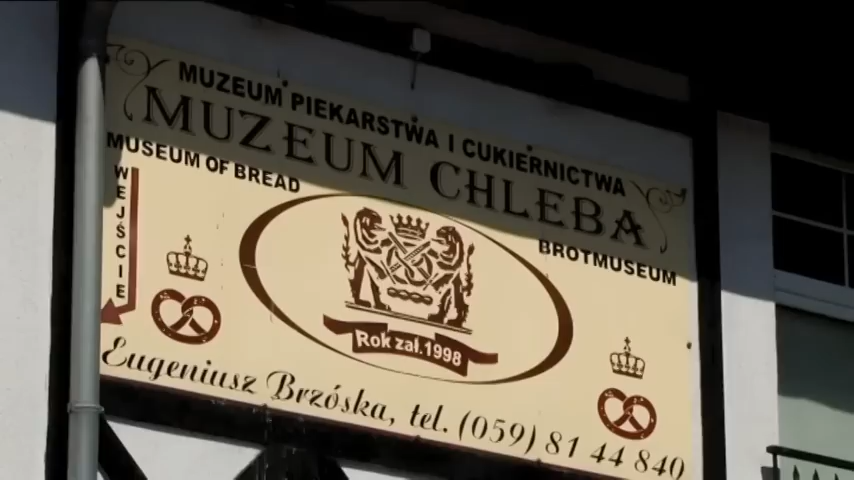 MUZEUM PIEKARSTWA I CUKIERNICTWA
MUZEUM CHLEBA
MUSEUM OF BREAD
BROTMUSEUM
WEJŚCIE
Rok zał. 1998
Eugeniusz Brzóska, tel. (059) 81 44 840